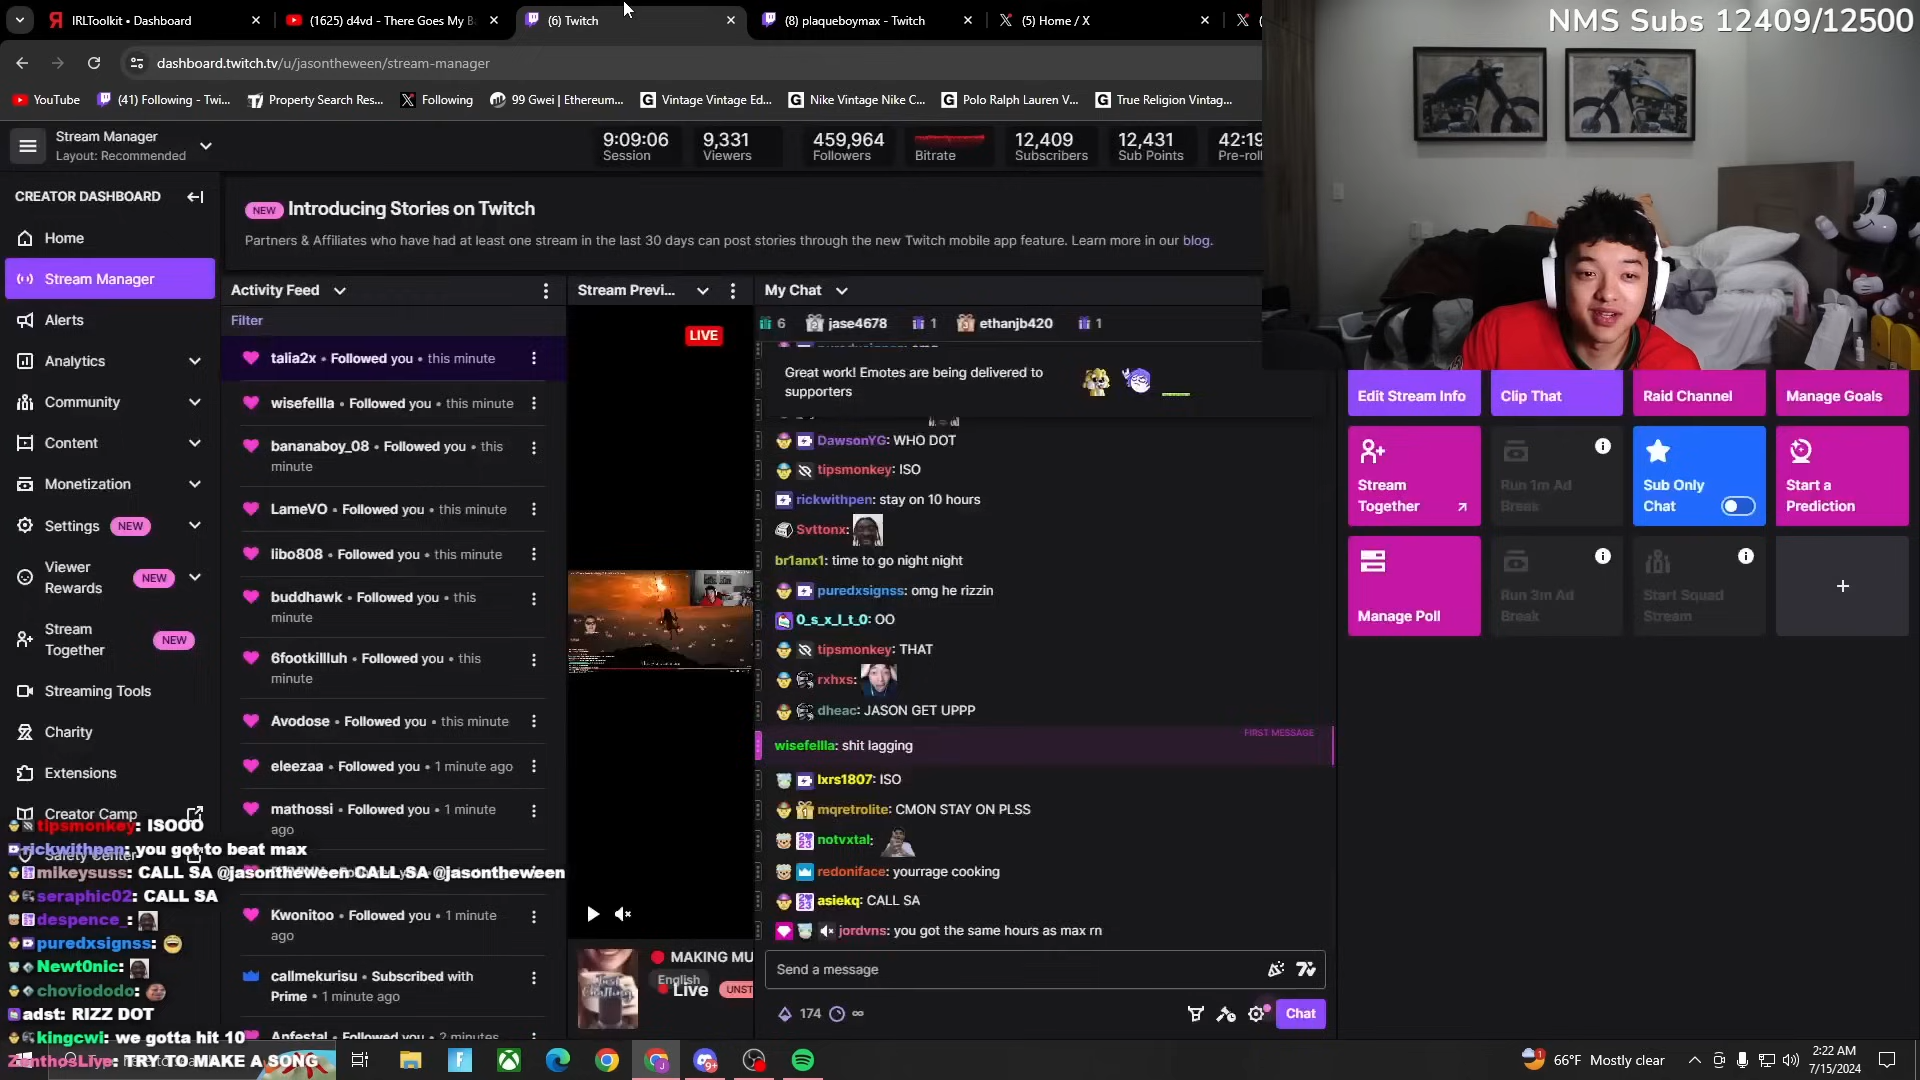 IRLToolkit • Dashboard
(1625) d4vd - There Goes My B
(6) Twitch
(8) plaqueboymax - Twitch
(5) Home / X
NMS Subs 12409/12500
dashboard.twitch.tv/u/jasontheween/stream-manager
YouTube
(41) Following - Twi...
Property Search Res...
Following
99 Gwei | Ethereum...
Vintage Vintage Ed...
Nike Vintage Nike C...
Polo Ralph Lauren V...
True Religion Vintag...
Stream Manager
Layout: Recommended
9:09:06
Session
9,331
Viewers
459,964
Followers
Bitrate
12,409
Subscribers
12,431
Sub Points
42:19
Pre-roll
CREATOR DASHBOARD
Home
Stream Manager
Alerts
Analytics
Community
Content
Monetization
Settings NEW
Viewer Rewards NEW
Stream Together NEW
Streaming Tools
Charity
Extensions
Creator Camp
Safety Center
NEW Introducing Stories on Twitch
Partners & Affiliates who have had at least one stream in the last 30 days can post stories through the new Twitch mobile app feature. Learn more in our blog.
Activity Feed
Filter
talia2x • Followed you • this minute
wisefellla • Followed you • this minute
bananaboy_08 • Followed you • this
minute
LameVO • Followed you • this minute
libo808 • Followed you • this minute
buddhawk • Followed you • this
minute
6footkillluh • Followed you • this
minute
Avodose • Followed you • this minute
eleezaa • Followed you • 1 minute ago
mathossi • Followed you • 1 minute
ago
Kwonitoo • Followed you • 1 minute
ago
callmekurisu • Subscribed with
Prime • 1 minute ago
Anfestal • Followed you • 2 minutes
Stream Previ...
LIVE
MAKING MU
English
Live
UNST
My Chat
6 jase4678 1 ethanjb420 1
Great work! Emotes are being delivered to
supporters
DawsonYG: WHO DOT
tipsmonkey: ISO
rickwithpen: stay on 10 hours
Svttonx:
br1anx1: time to go night night
puredxsignss: omg he rizzin
0_s_x_l_t_0: OO
tipsmonkey: THAT
rxhxs:
dheac: JASON GET UPPP
FIRST MESSAGE
wisefellla: shit lagging
lxrs1807: ISO
mqretrolite: CMON STAY ON PLSS
notvxtal:
redoniface: yourrage cooking
asiekq: CALL SA
jordvns: you got the same hours as max rn
Send a message
174 ∞
Chat
Edit Stream Info
Clip That
Raid Channel
Manage Goals
Stream
Together
Run 1m Ad
Break
Sub Only
Chat
Start a
Prediction
Manage Poll
Run 3m Ad
Break
Start Squad
Stream
tipsmonkey: ISOOO
rickwithpen: you got to beat max
mikeysuss: CALL SA @jasontheween CALL SA @jasontheween
seraphic02: CALL SA
despence_:
puredxsignss:
Newt0nic:
choviododo:
adst: RIZZ DOT
kingcwi: we gotta hit 10
ZanthosLive: TRY TO MAKE A SONG
66°F Mostly clear
2:22 AM
7/15/2024